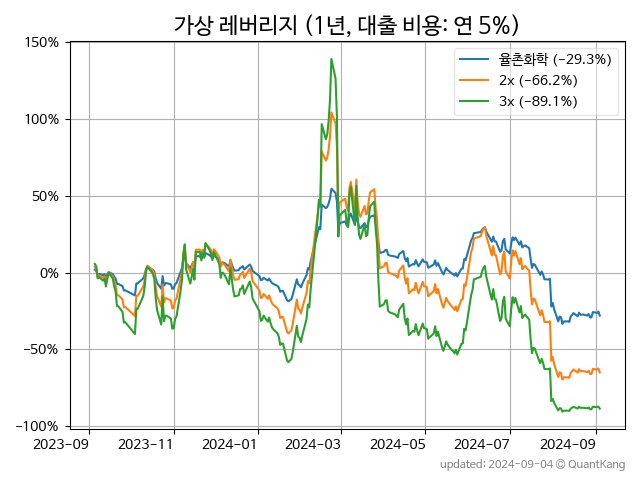 가상 레버리지 (1년, 대출 비용: 연 5%)
150%
100%
50%
0%
−50%
−100%
율촌화학 (−29.3%)
2x (−66.2%)
3x (−89.1%)
2023-09
2023-11
2024-01
2024-03
2024-05
2024-07
2024-09
updated: 2024-09-04 © QuantKang